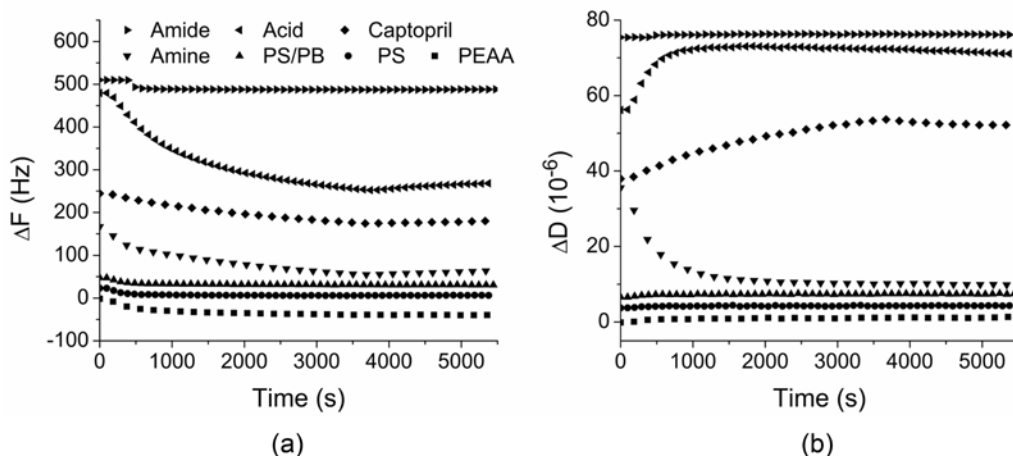 Amide Acid Captopril
Amine PS/PB PS PEAA
ΔF (Hz)
600
500
400
300
200
100
0
-100
0 1000 2000 3000 4000 5000
Time (s)
(a)
ΔD (10⁻⁶)
80
60
40
20
0
0 1000 2000 3000 4000 5000
Time (s)
(b)